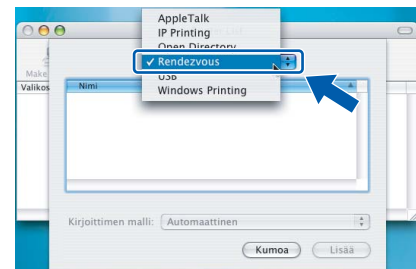 AppleTalk
IP Printing
Open Directory
✓ Rendezvous
USB
Windows Printing
Make
Valikos
Nimi
Kirjoittimen malli: Automaattinen
Kumoa Lisää